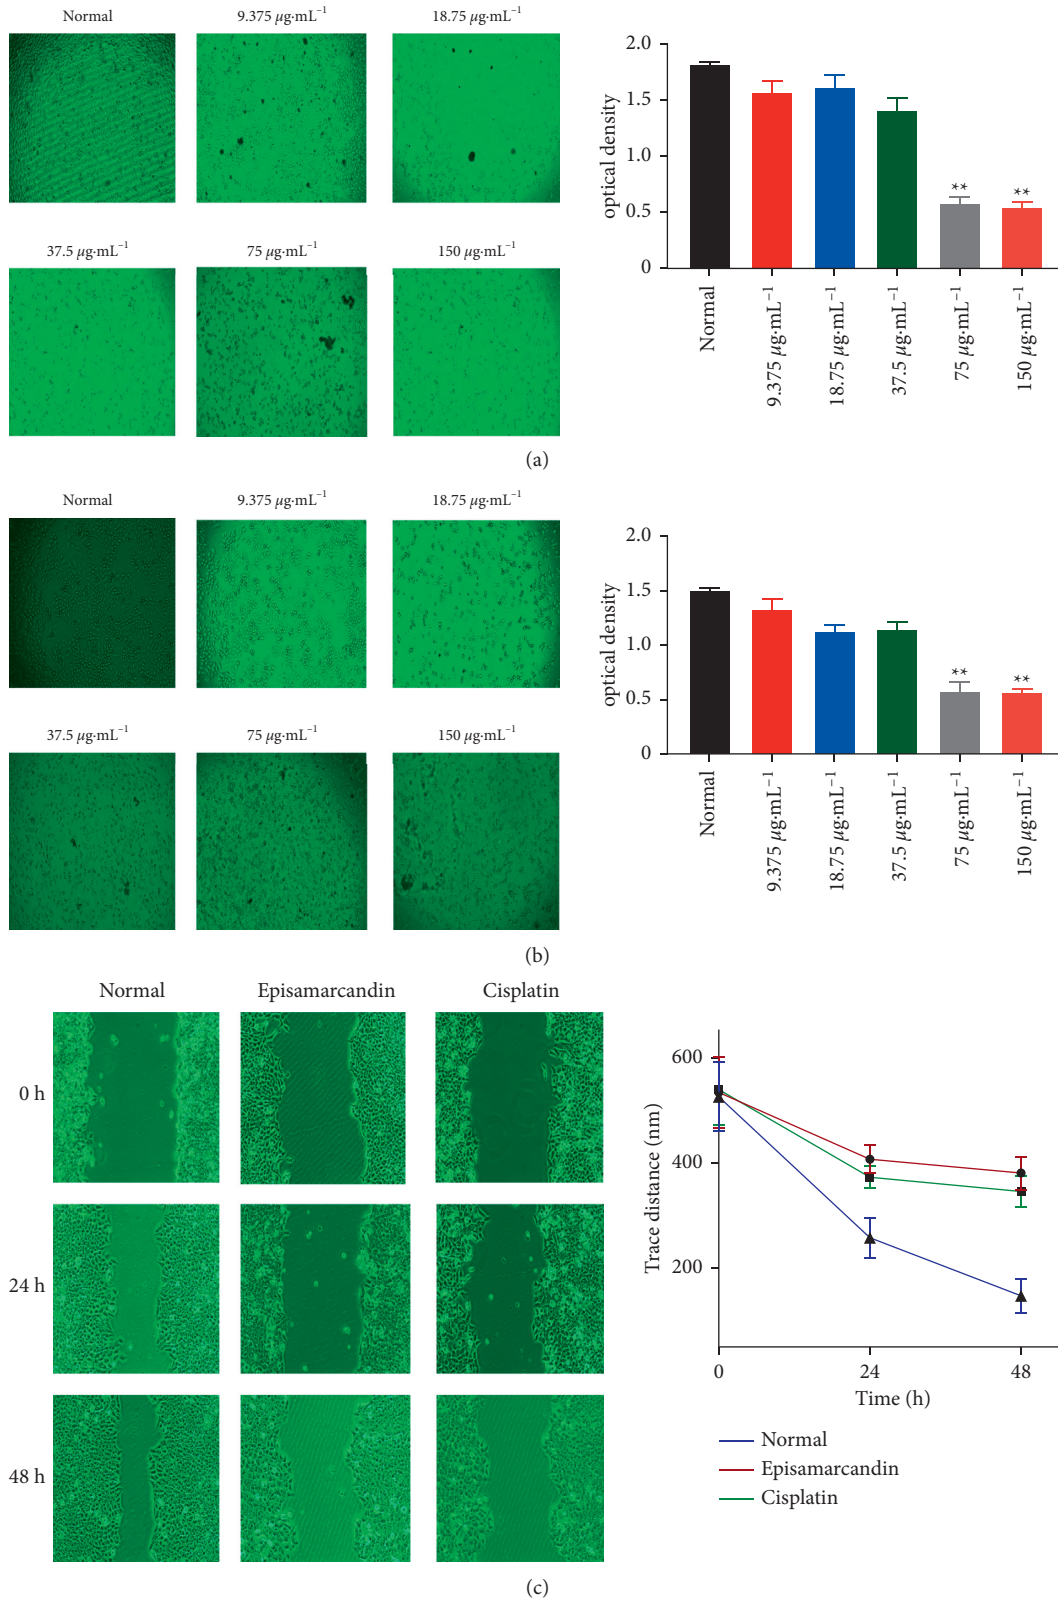 Normal 9.375 µg·mL⁻¹ 18.75 µg·mL⁻¹
37.5 µg·mL⁻¹ 75 µg·mL⁻¹ 150 µg·mL⁻¹
2.0
1.5
1.0
0.5
0
optical density
** **
Normal
9.375 µg·mL⁻¹
18.75 µg·mL⁻¹
37.5 µg·mL⁻¹
75 µg·mL⁻¹
150 µg·mL⁻¹
(a)
Normal 9.375 µg·mL⁻¹ 18.75 µg·mL⁻¹
37.5 µg·mL⁻¹ 75 µg·mL⁻¹ 150 µg·mL⁻¹
2.0
1.5
1.0
0.5
0
optical density
** **
Normal
9.375 µg·mL⁻¹
18.75 µg·mL⁻¹
37.5 µg·mL⁻¹
75 µg·mL⁻¹
150 µg·mL⁻¹
(b)
Normal Episamarcandin Cisplatin
0 h
24 h
48 h
600
400
200
Trace distance (nm)
0 24 48
Time (h)
Normal
Episamarcandin
Cisplatin
(c)